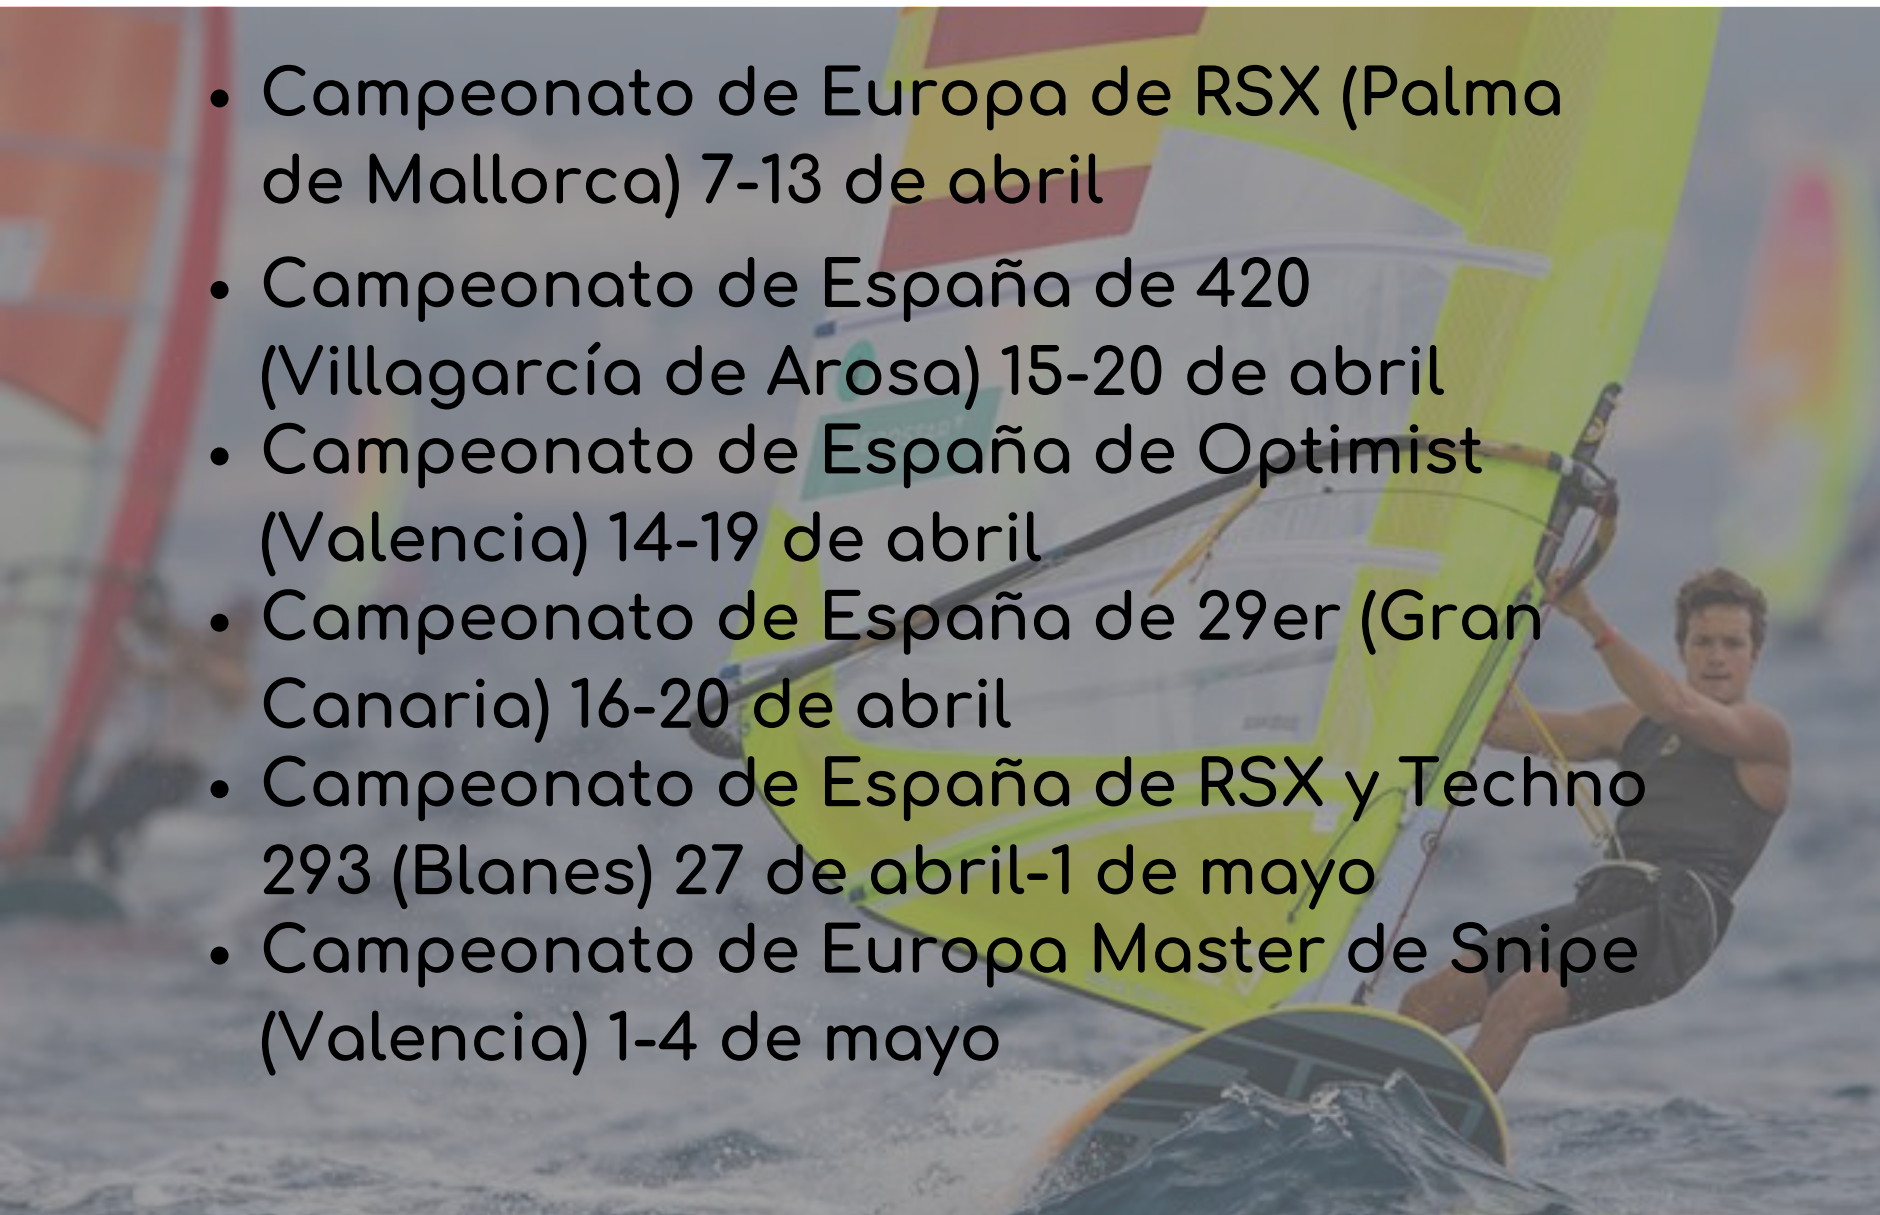 • Campeonato de Europa de RSX (Palma
de Mallorca) 7-13 de abril
• Campeonato de España de 420
(Villagarcía de Arosa) 15-20 de abril
• Campeonato de España de Optimist
(Valencia) 14-19 de abril
• Campeonato de España de 29er (Gran
Canaria) 16-20 de abril
• Campeonato de España de RSX y Techno
293 (Blanes) 27 de abril-1 de mayo
• Campeonato de Europa Master de Snipe
(Valencia) 1-4 de mayo